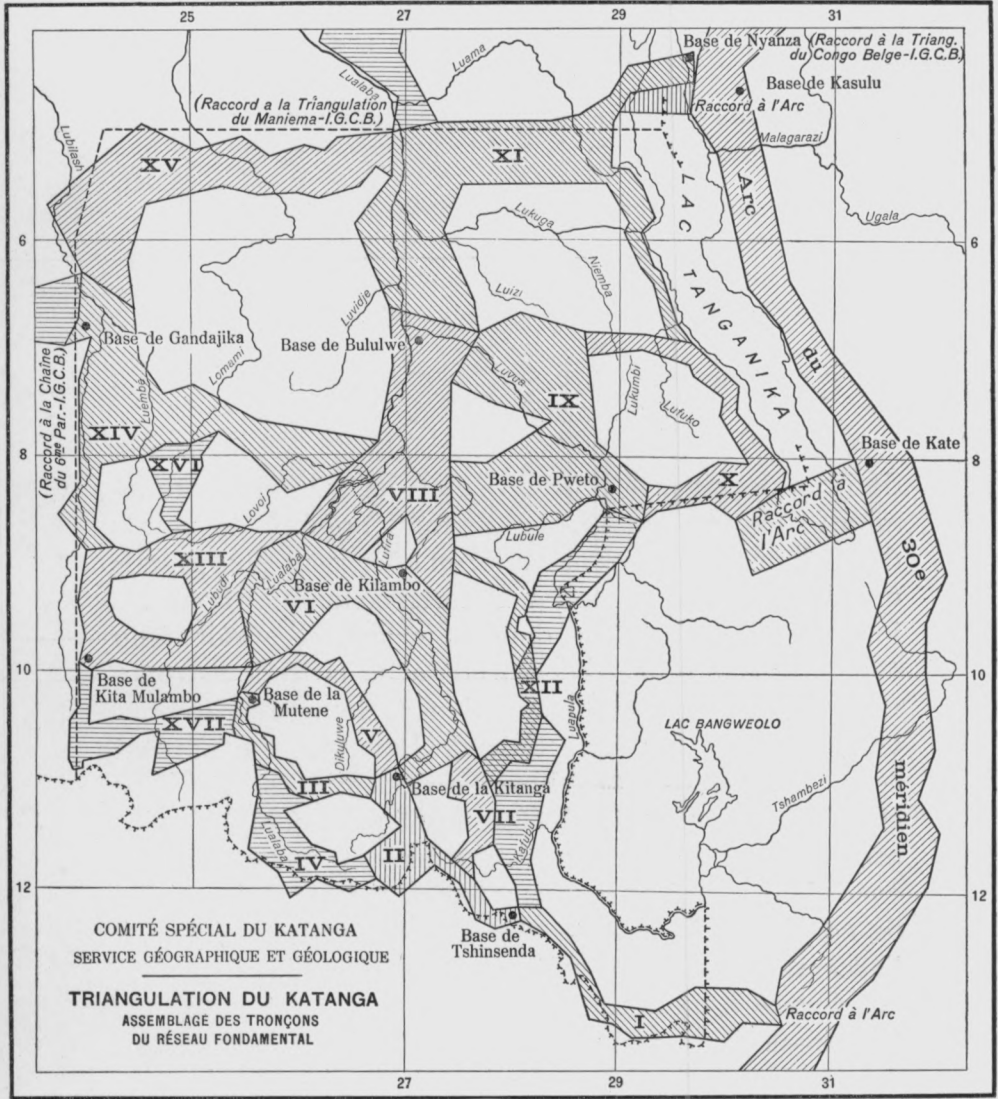 25 27 29 31
Base de Nyanza (Raccord à la Triang.
du Congo Belge-I.G.C.B.)
Base de Kasulu
Luama
Lualaba
(Raccord a la Triangulation
du Maniema-I.G.C.B.)
Raccord à l'Arc
Lubilash
Malagarazi
XV
XI
Arc
LAC TANGANIKA
Lukuga
Ugala
6
6
Niemba
Luizi
Luvidje
Base de Gandajika
Base de Bululwe
du
Lomami
Luvua
Lukumbi
Luemba
IX
Lufuko
(Raccord à la Chaîne
du 6me Par.-I.G.C.B.)
XIV
Base de Kate
8
XVI
8
VIII
Base de Pweto
X
Lovoi
Raccord à
l'Arc
Lufira
Lubule
XIII
Lualaba
30e
Base de Kilambo
Lubudi
VI
10
10
Base de
Kita Mulambo
Base de la
Mutene
XII
Luapula
XVII
LAC BANGWEOLO
Dikuluwe
V
III
Base de la Kitanga
Tshambezi
méridien
VII
Kafubu
Lualaba
IV
II
12
12
COMITÉ SPÉCIAL DU KATANGA
SERVICE GÉOGRAPHIQUE ET GÉOLOGIQUE
Base de
Tshinsenda
TRIANGULATION DU KATANGA
ASSEMBLAGE DES TRONÇONS
DU RÉSEAU FONDAMENTAL
I
Raccord à l'Arc
27 29 31